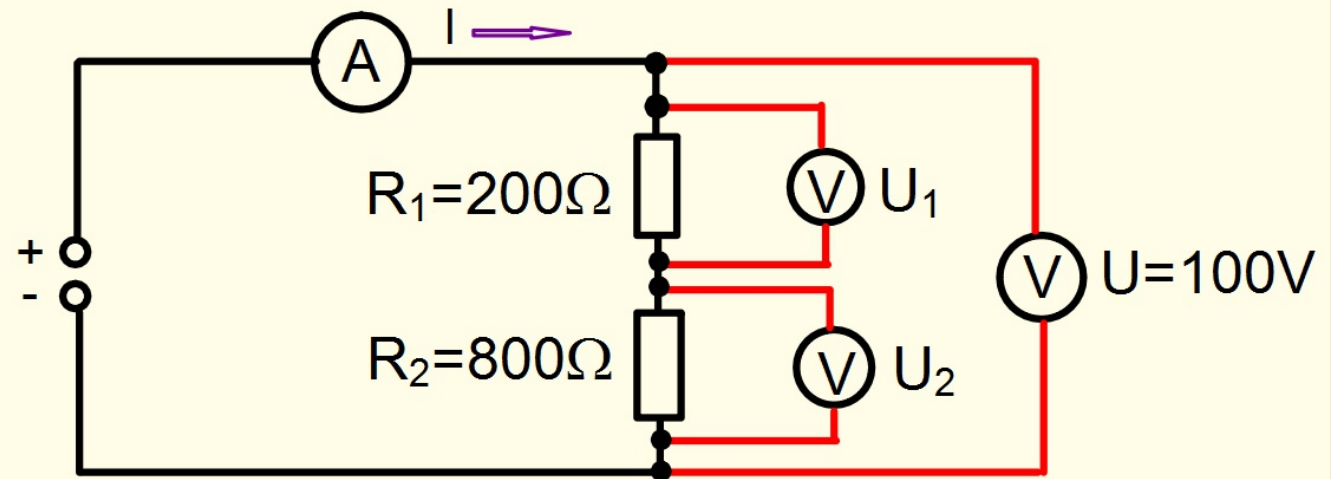 I
A
R₁=200Ω
V
U₁
+
-
V
U=100V
R₂=800Ω
V
U₂